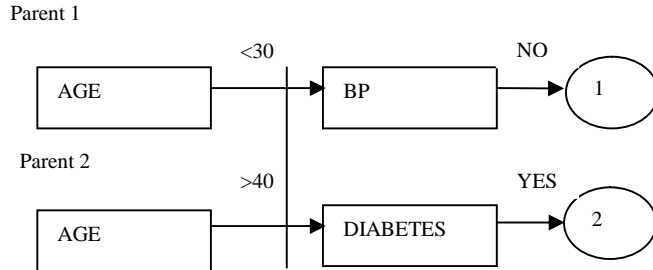 Parent 1
<30 NO
AGE BP 1
Parent 2
>40 YES
AGE DIABETES 2